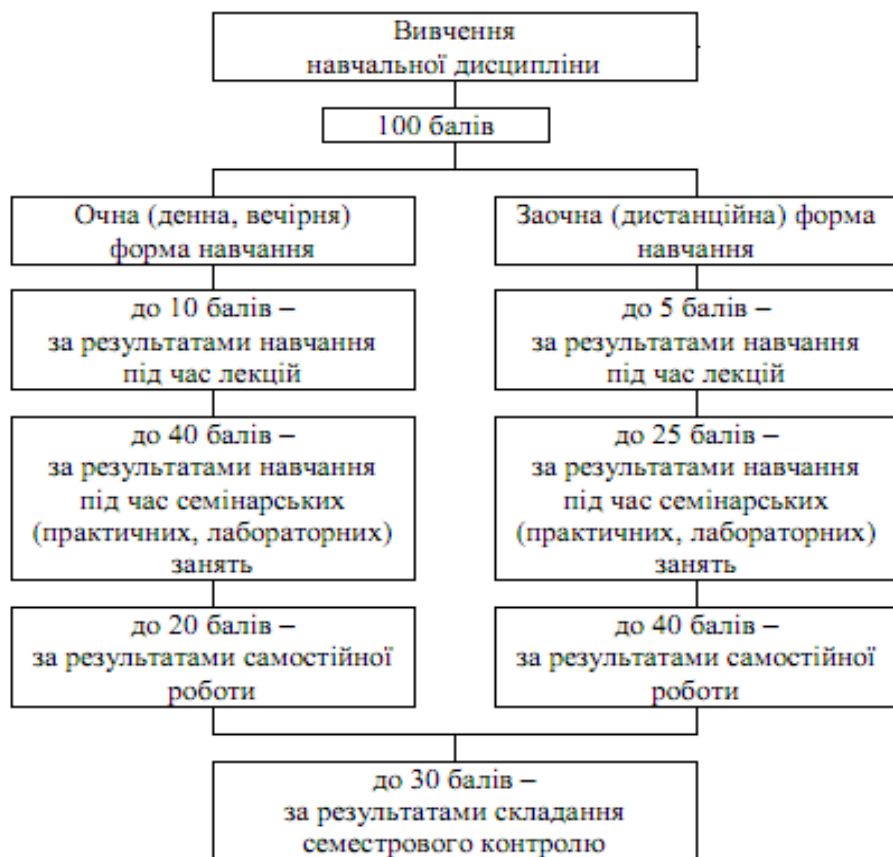 Вивчення
навчальної дисципліни
100 балів
Очна (денна, вечірня)
форма навчання
Заочна (дистанційна) форма
навчання
до 10 балів –
за результатами навчання
під час лекцій
до 5 балів –
за результатами навчання
під час лекцій
до 40 балів –
за результатами навчання
під час семінарських
(практичних, лабораторних)
занять
до 25 балів –
за результатами навчання
під час семінарських
(практичних, лабораторних)
занять
до 20 балів –
за результатами самостійної
роботи
до 40 балів –
за результатами самостійної
роботи
до 30 балів –
за результатами складання
семестрового контролю